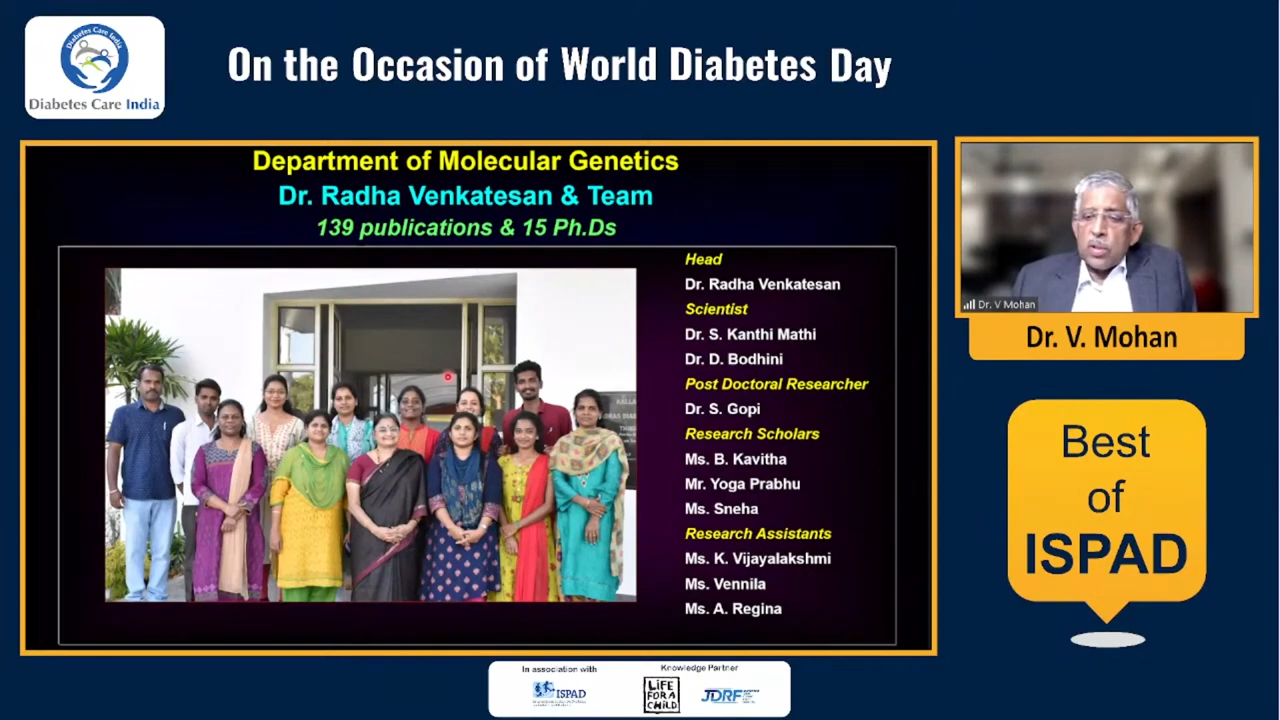 Diabetes Care India
Diabetes Care India
On the Occasion of World Diabetes Day
Department of Molecular Genetics
Dr. Radha Venkatesan & Team
139 publications & 15 Ph.Ds
Head
Dr. Radha Venkatesan
Scientist
Dr. S. Kanthi Mathi
Dr. D. Bodhini
Post Doctoral Researcher
Dr. S. Gopi
Research Scholars
Ms. B. Kavitha
Mr. Yoga Prabhu
Ms. Sneha
Research Assistants
Ms. K. Vijayalakshmi
Ms. Vennila
Ms. A. Regina
Dr. V Mohan
Dr. V. Mohan
Best
of
ISPAD
In association with
ISPAD
Knowledge Partner
LIFE
FOR A
CHILD
JDRF